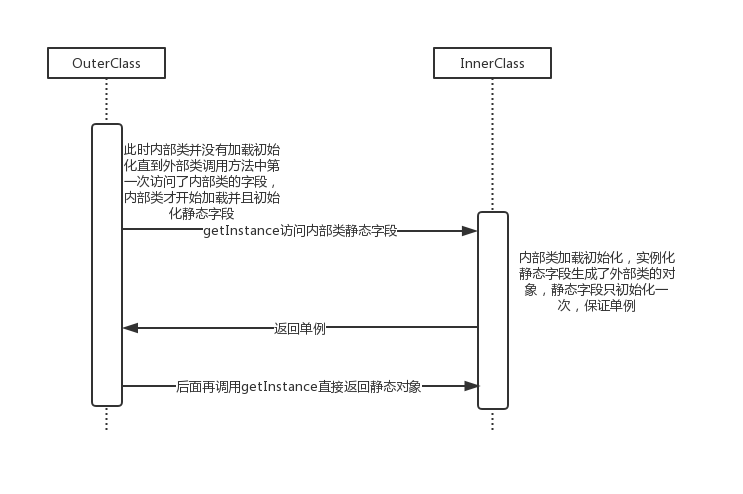 OuterClass
InnerClass
此时内部类并没有加载初始
化直到外部类调用方法中第
一次访问了内部类的字段，
内部类才开始加载并且初始
化静态字段
getInstance访问内部类静态字段
内部类加载初始化，实例化
静态字段生成了外部类的对
象，静态字段只初始化一
次，保证单例
返回单例
后面再调用getInstance直接返回静态对象